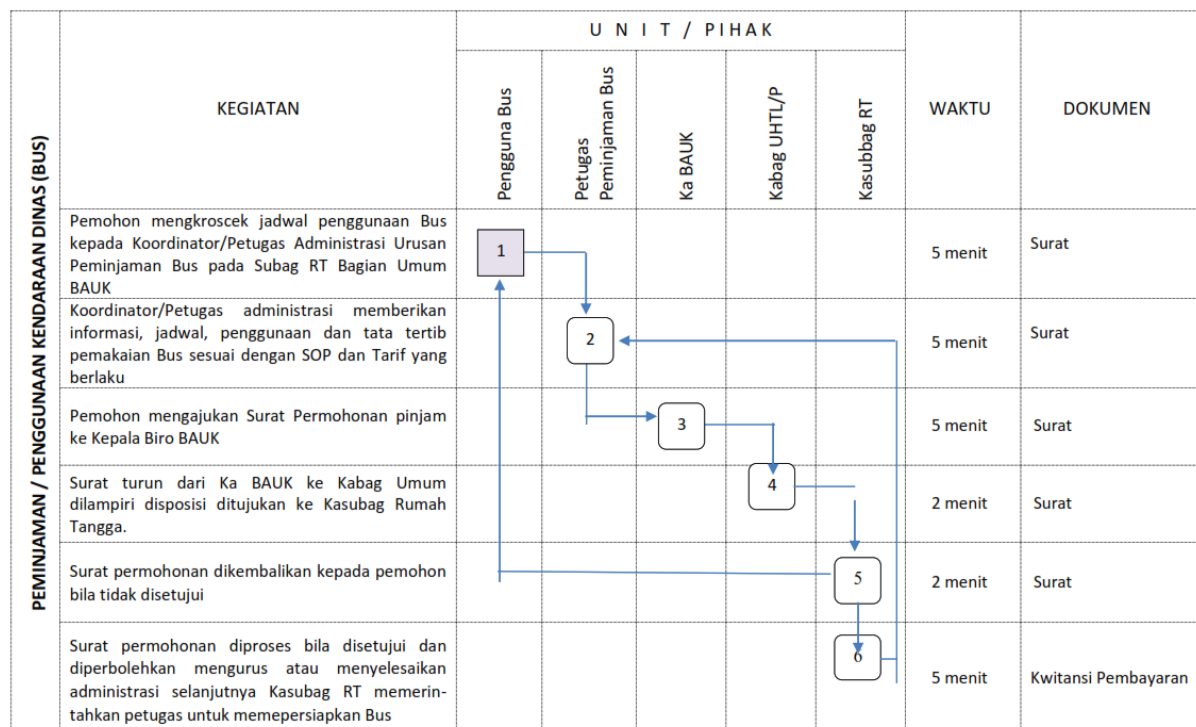 PEMINJAMAN / PENGGUNAAN KENDARAAN DINAS (BUS)
KEGIATAN
U N I T / PIHAK
Pengguna Bus
Petugas
Peminjaman Bus
Ka BAUK
Kabag UHTL/P
Kasubbag RT
WAKTU
DOKUMEN
Pemohon mengkroscek jadwal penggunaan Bus
kepada Koordinator/Petugas Administrasi Urusan
Peminjaman Bus pada Subag RT Bagian Umum
BAUK
1
5 menit
Surat
Koordinator/Petugas administrasi memberikan
informasi, jadwal, penggunaan dan tata tertib
pemakaian Bus sesuai dengan SOP dan Tarif yang
berlaku
2
5 menit
Surat
Pemohon mengajukan Surat Permohonan pinjam
ke Kepala Biro BAUK
3
5 menit
Surat
Surat turun dari Ka BAUK ke Kabag Umum
dilampiri disposisi ditujukan ke Kasubag Rumah
Tangga.
4
2 menit
Surat
Surat permohonan dikembalikan kepada pemohon
bila tidak disetujui
5
2 menit
Surat
Surat permohonan diproses bila disetujui dan
diperbolehkan mengurus atau menyelesaikan
administrasi selanjutnya Kasubag RT memerin-
tahkan petugas untuk memepersiapkan Bus
6
5 menit
Kwitansi Pembayaran